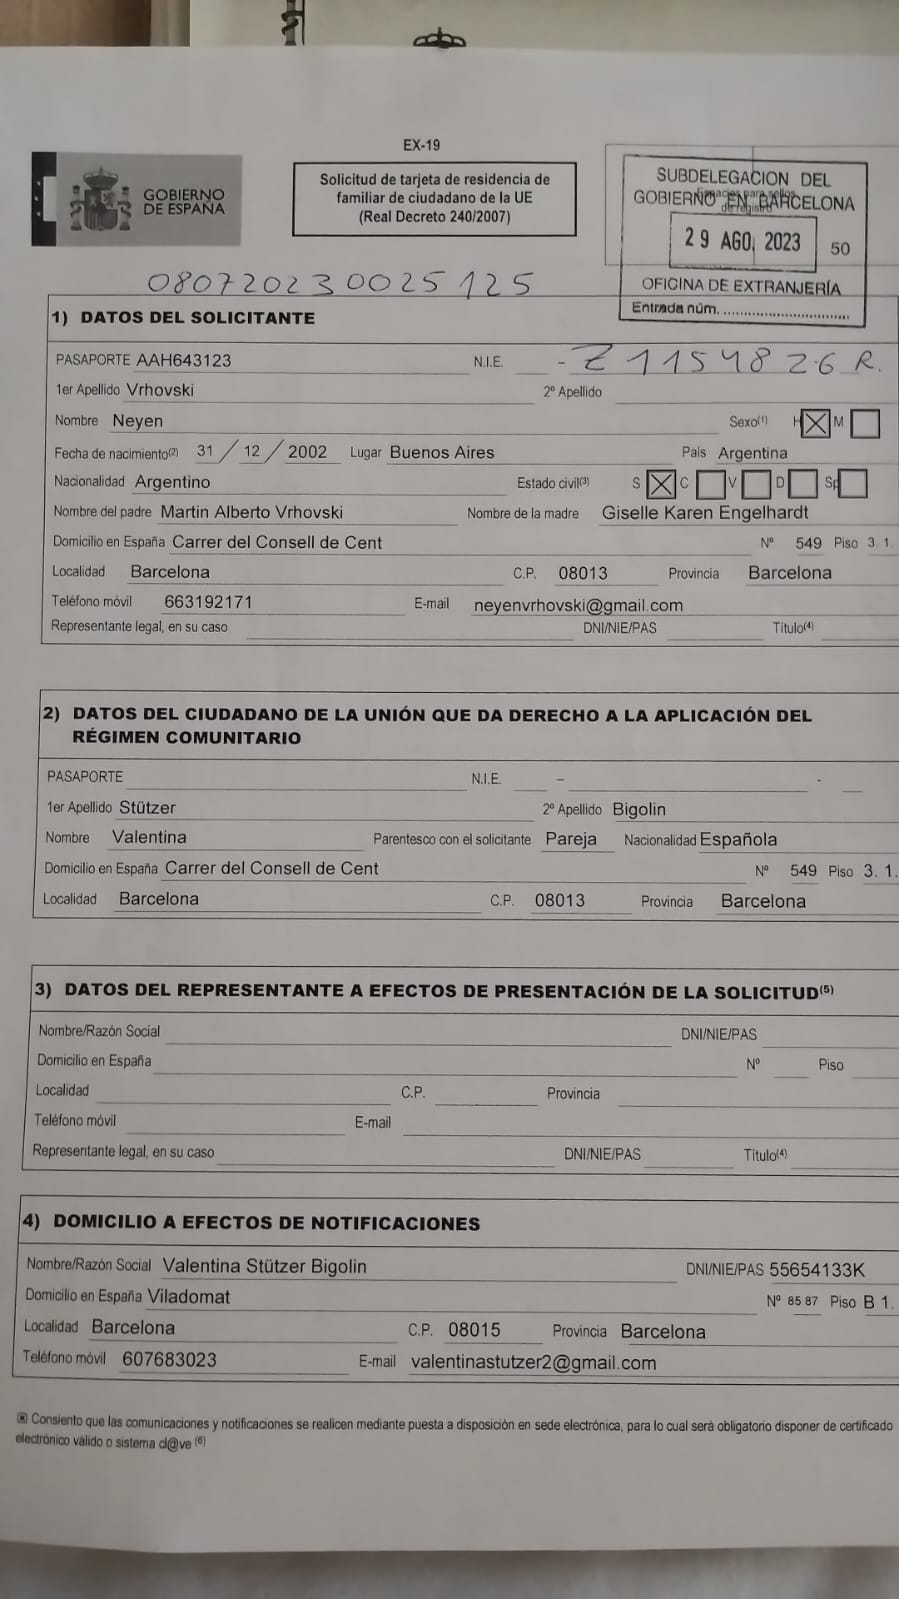 EX-19
GOBIERNO
DE ESPAÑA
Solicitud de tarjeta de residencia de
familiar de ciudadano de la UE
(Real Decreto 240/2007)
Espacios para sellos
de registro
SUBDELEGACION DEL
GOBIERNO EN BARCELONA
29 AGO. 2023 50
OFICINA DE EXTRANJERÍA
Entrada núm.
080720230025125
1) DATOS DEL SOLICITANTE
PASAPORTE AAH643123 N.I.E. - Z1154826 R.
1er Apellido Vrhovski 2º Apellido
Nombre Neyen Sexo(1) H M
Fecha de nacimiento(2) 31 / 12 / 2002 Lugar Buenos Aires País Argentina
Nacionalidad Argentino Estado civil(3) S C V D Sp
Nombre del padre Martin Alberto Vrhovski Nombre de la madre Giselle Karen Engelhardt
Domicilio en España Carrer del Consell de Cent Nº 549 Piso 3. 1.
Localidad Barcelona C.P. 08013 Provincia Barcelona
Teléfono móvil 663192171 E-mail neyenvrhovski@gmail.com
Representante legal, en su caso DNI/NIE/PAS Título(4)
2) DATOS DEL CIUDADANO DE LA UNIÓN QUE DA DERECHO A LA APLICACIÓN DEL
RÉGIMEN COMUNITARIO
PASAPORTE N.I.E. - -
1er Apellido Stützer 2º Apellido Bigolin
Nombre Valentina Parentesco con el solicitante Pareja Nacionalidad Española
Domicilio en España Carrer del Consell de Cent Nº 549 Piso 3. 1.
Localidad Barcelona C.P. 08013 Provincia Barcelona
3) DATOS DEL REPRESENTANTE A EFECTOS DE PRESENTACIÓN DE LA SOLICITUD(5)
Nombre/Razón Social DNI/NIE/PAS
Domicilio en España Nº Piso
Localidad C.P. Provincia
Teléfono móvil E-mail
Representante legal, en su caso DNI/NIE/PAS Título(4)
4) DOMICILIO A EFECTOS DE NOTIFICACIONES
Nombre/Razón Social Valentina Stützer Bigolin DNI/NIE/PAS 55654133K
Domicilio en España Viladomat Nº 85 87 Piso B 1.
Localidad Barcelona C.P. 08015 Provincia Barcelona
Teléfono móvil 607683023 E-mail valentinastutzer2@gmail.com
Consiento que las comunicaciones y notificaciones se realicen mediante puesta a disposición en sede electrónica, para lo cual será obligatorio disponer de certificado
electrónico válido o sistema cl@ve (6)